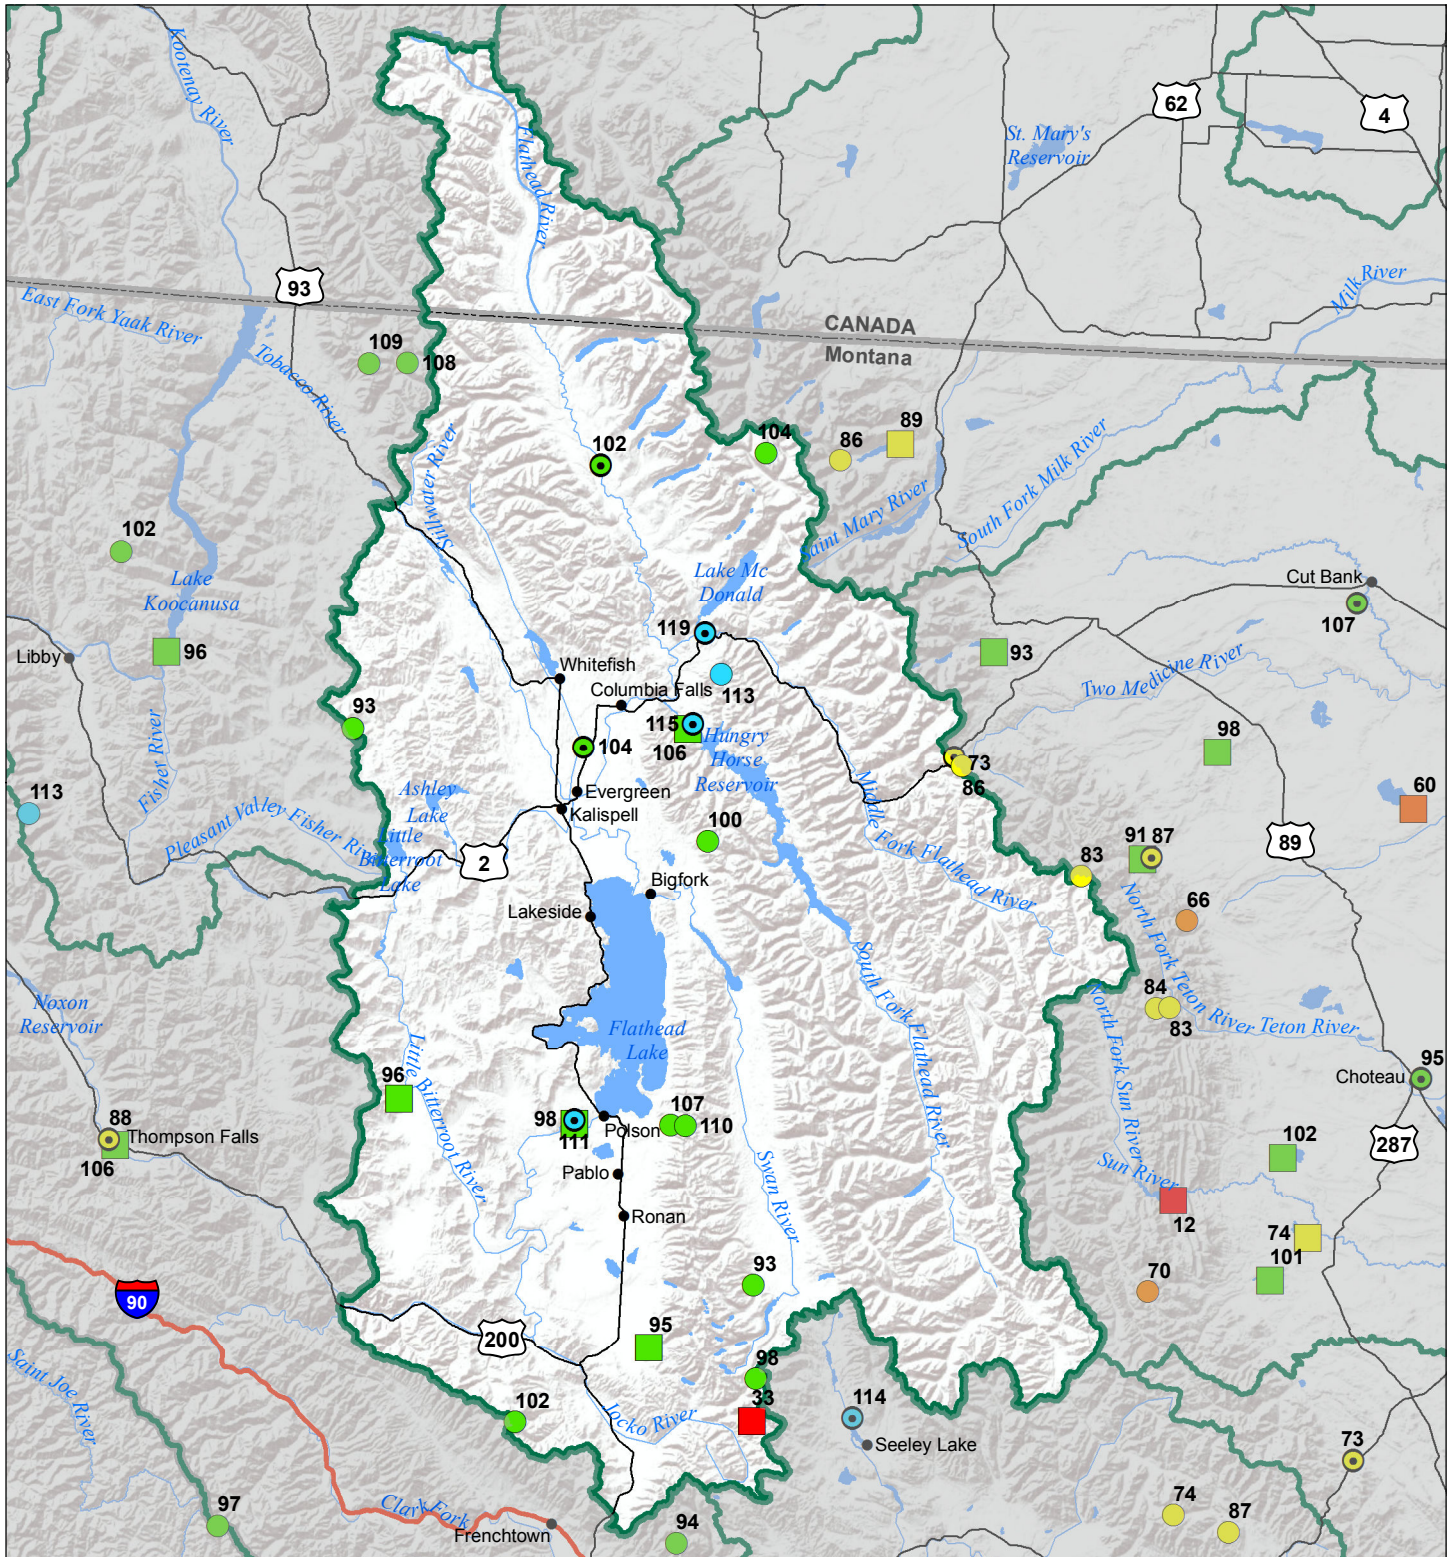 Kootenay River
62
4
St. Mary's
Reservoir
Flathead River
93
East Fork Yaak River
CANADA
Montana
Milk River
Tobacco River
109
108
Stillwater River
102
104
86
89
Saint Mary River
South Fork Milk River
102
Lake
Koocanusa
Lake Mc
Donald
Cut Bank
107
119
Libby
96
Whitefish
113
93
Two Medicine River
Columbia Falls
93
115
106
Hungry
Horse
Reservoir
104
98
73
86
Fisher River
113
Ashley
Lake
Evergreen
Kalispell
60
Pleasant Valley Fisher River
Little
Bitterroot
Lake
2
100
Middle Fork Flathead River
89
91
87
83
Bigfork
Lakeside
66
North Fork Teton River
South Fork Flathead River
Noxon
Reservoir
84
83
Teton River
North Fork Sun River
Flathead
Lake
Little Bitterroot River
96
95
Choteau
88
Thompson Falls
106
98
111
Polson
107
110
287
102
Pablo
Swan River
Sun River
12
Ronan
74
101
70
93
90
200
95
Saint Joe River
98
33
102
Jocko River
114
Seeley Lake
73
97
Clark Fork
Frenchtown
94
74
87